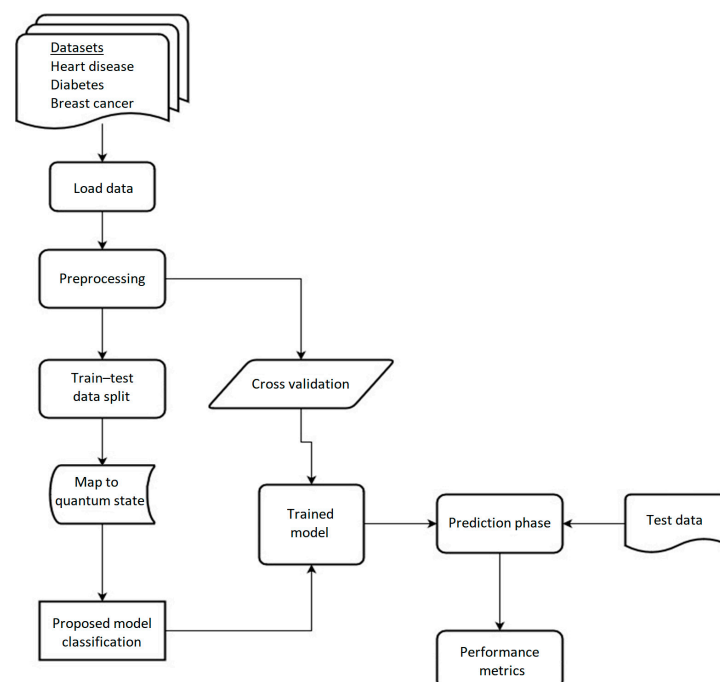 Datasets
Heart disease
Diabetes
Breast cancer
Load data
Preprocessing
Train–test
data split
Cross validation
Map to
quantum state
Trained
model
Prediction phase
Test data
Proposed model
classification
Performance
metrics